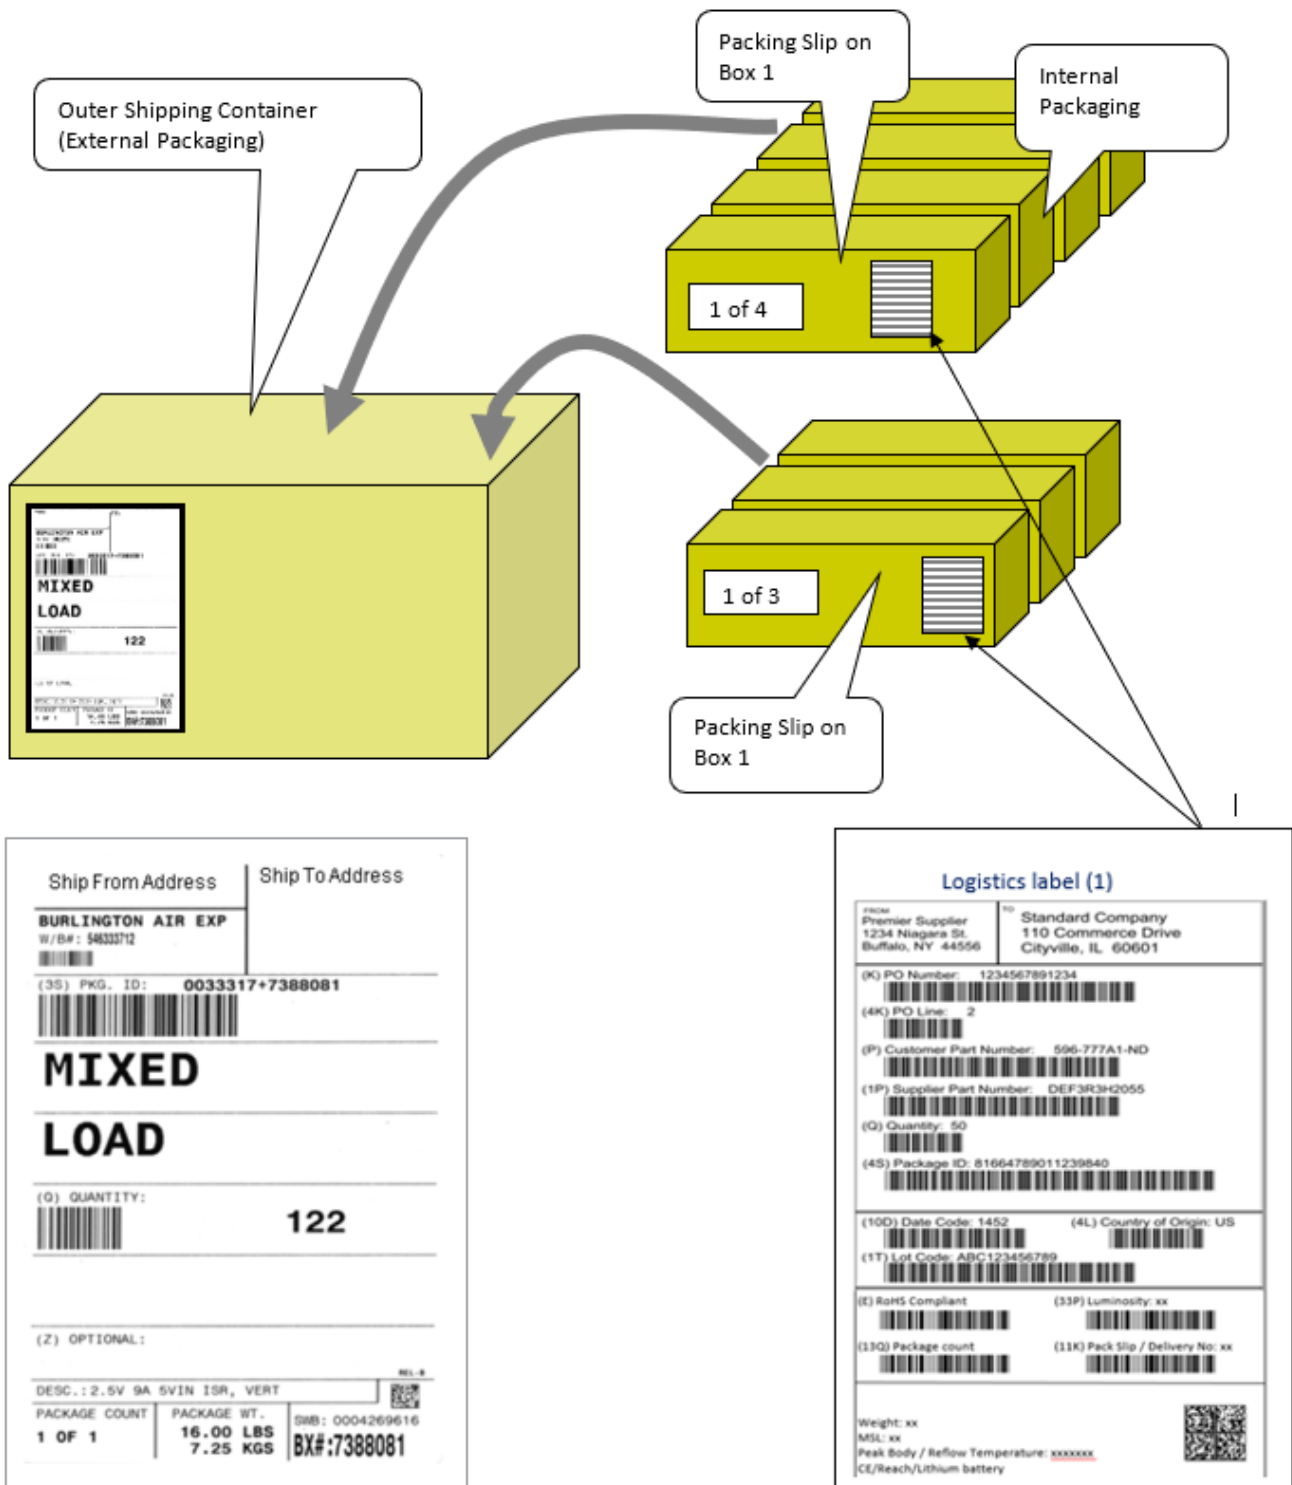 Packing Slip on
Box 1
Internal
Packaging
Outer Shipping Container
(External Packaging)
1 of 4
BURLINGTON AIR EXP
MIXED
LOAD
122
1 of 3
Packing Slip on
Box 1
Ship From Address
Ship To Address
BURLINGTON AIR EXP
W/B#: 546333712
(3S) PKG. ID: 0033317+7388081
MIXED
LOAD
(Q) QUANTITY:
122
(Z) OPTIONAL:
REL-B
DESC.:2.5V 9A 5VIN ISR, VERT
PACKAGE COUNT
1 OF 1
PACKAGE WT.
16.00 LBS
7.25 KGS
SWB: 0004269616
BX#:7388081
Logistics label (1)
FROM
Premier Supplier
1234 Niagara St.
Buffalo, NY 44556
TO
Standard Company
110 Commerce Drive
Cityville, IL 60601
(K) PO Number: 1234567891234
(4K) PO Line: 2
(P) Customer Part Number: 596-777A1-ND
(1P) Supplier Part Number: DEF3R3H2055
(Q) Quantity: 50
(4S) Package ID: 81664789011239840
(10D) Date Code: 1452
(4L) Country of Origin: US
(1T) Lot Code: ABC123456789
(E) RoHS Compliant
(33P) Luminosity: xx
(13Q) Package count
(11K) Pack Slip / Delivery No: xx
Weight: xx
MSL: xx
Peak Body / Reflow Temperature: xxxxxxx
CE/Reach/Lithium battery